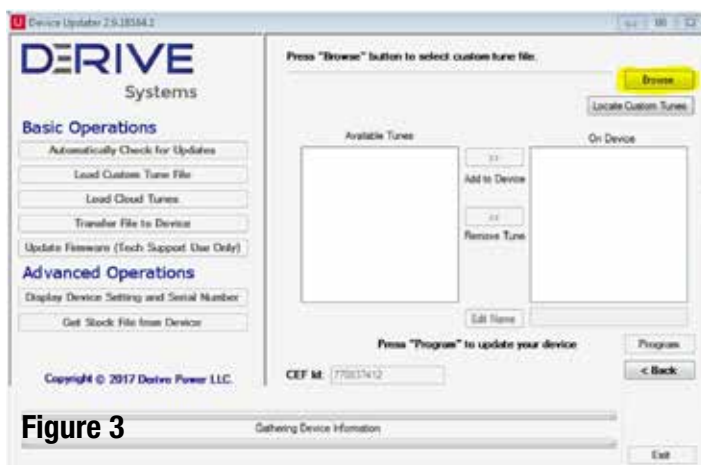 Device Updater 2.9.18584.2
DERIVE
Systems
Basic Operations
Automatically Check for Updates
Load Custom Tune File
Load Cloud Tunes
Transfer File to Device
Update Firmware (Tech Support Use Only)
Advanced Operations
Display Device Setting and Serial Number
Get Stock File from Device
Copyright © 2017 Derive Power LLC.
Press "Browse" button to select custom tune file.
Browse
Locate Custom Tunes
Available Tunes
On Device
>>
Add to Device
<<
Remove Tune
Edit Name
Press "Program" to update your device
Program
CEF Id:
< Back
Figure 3
Gathering Device Information
Exit